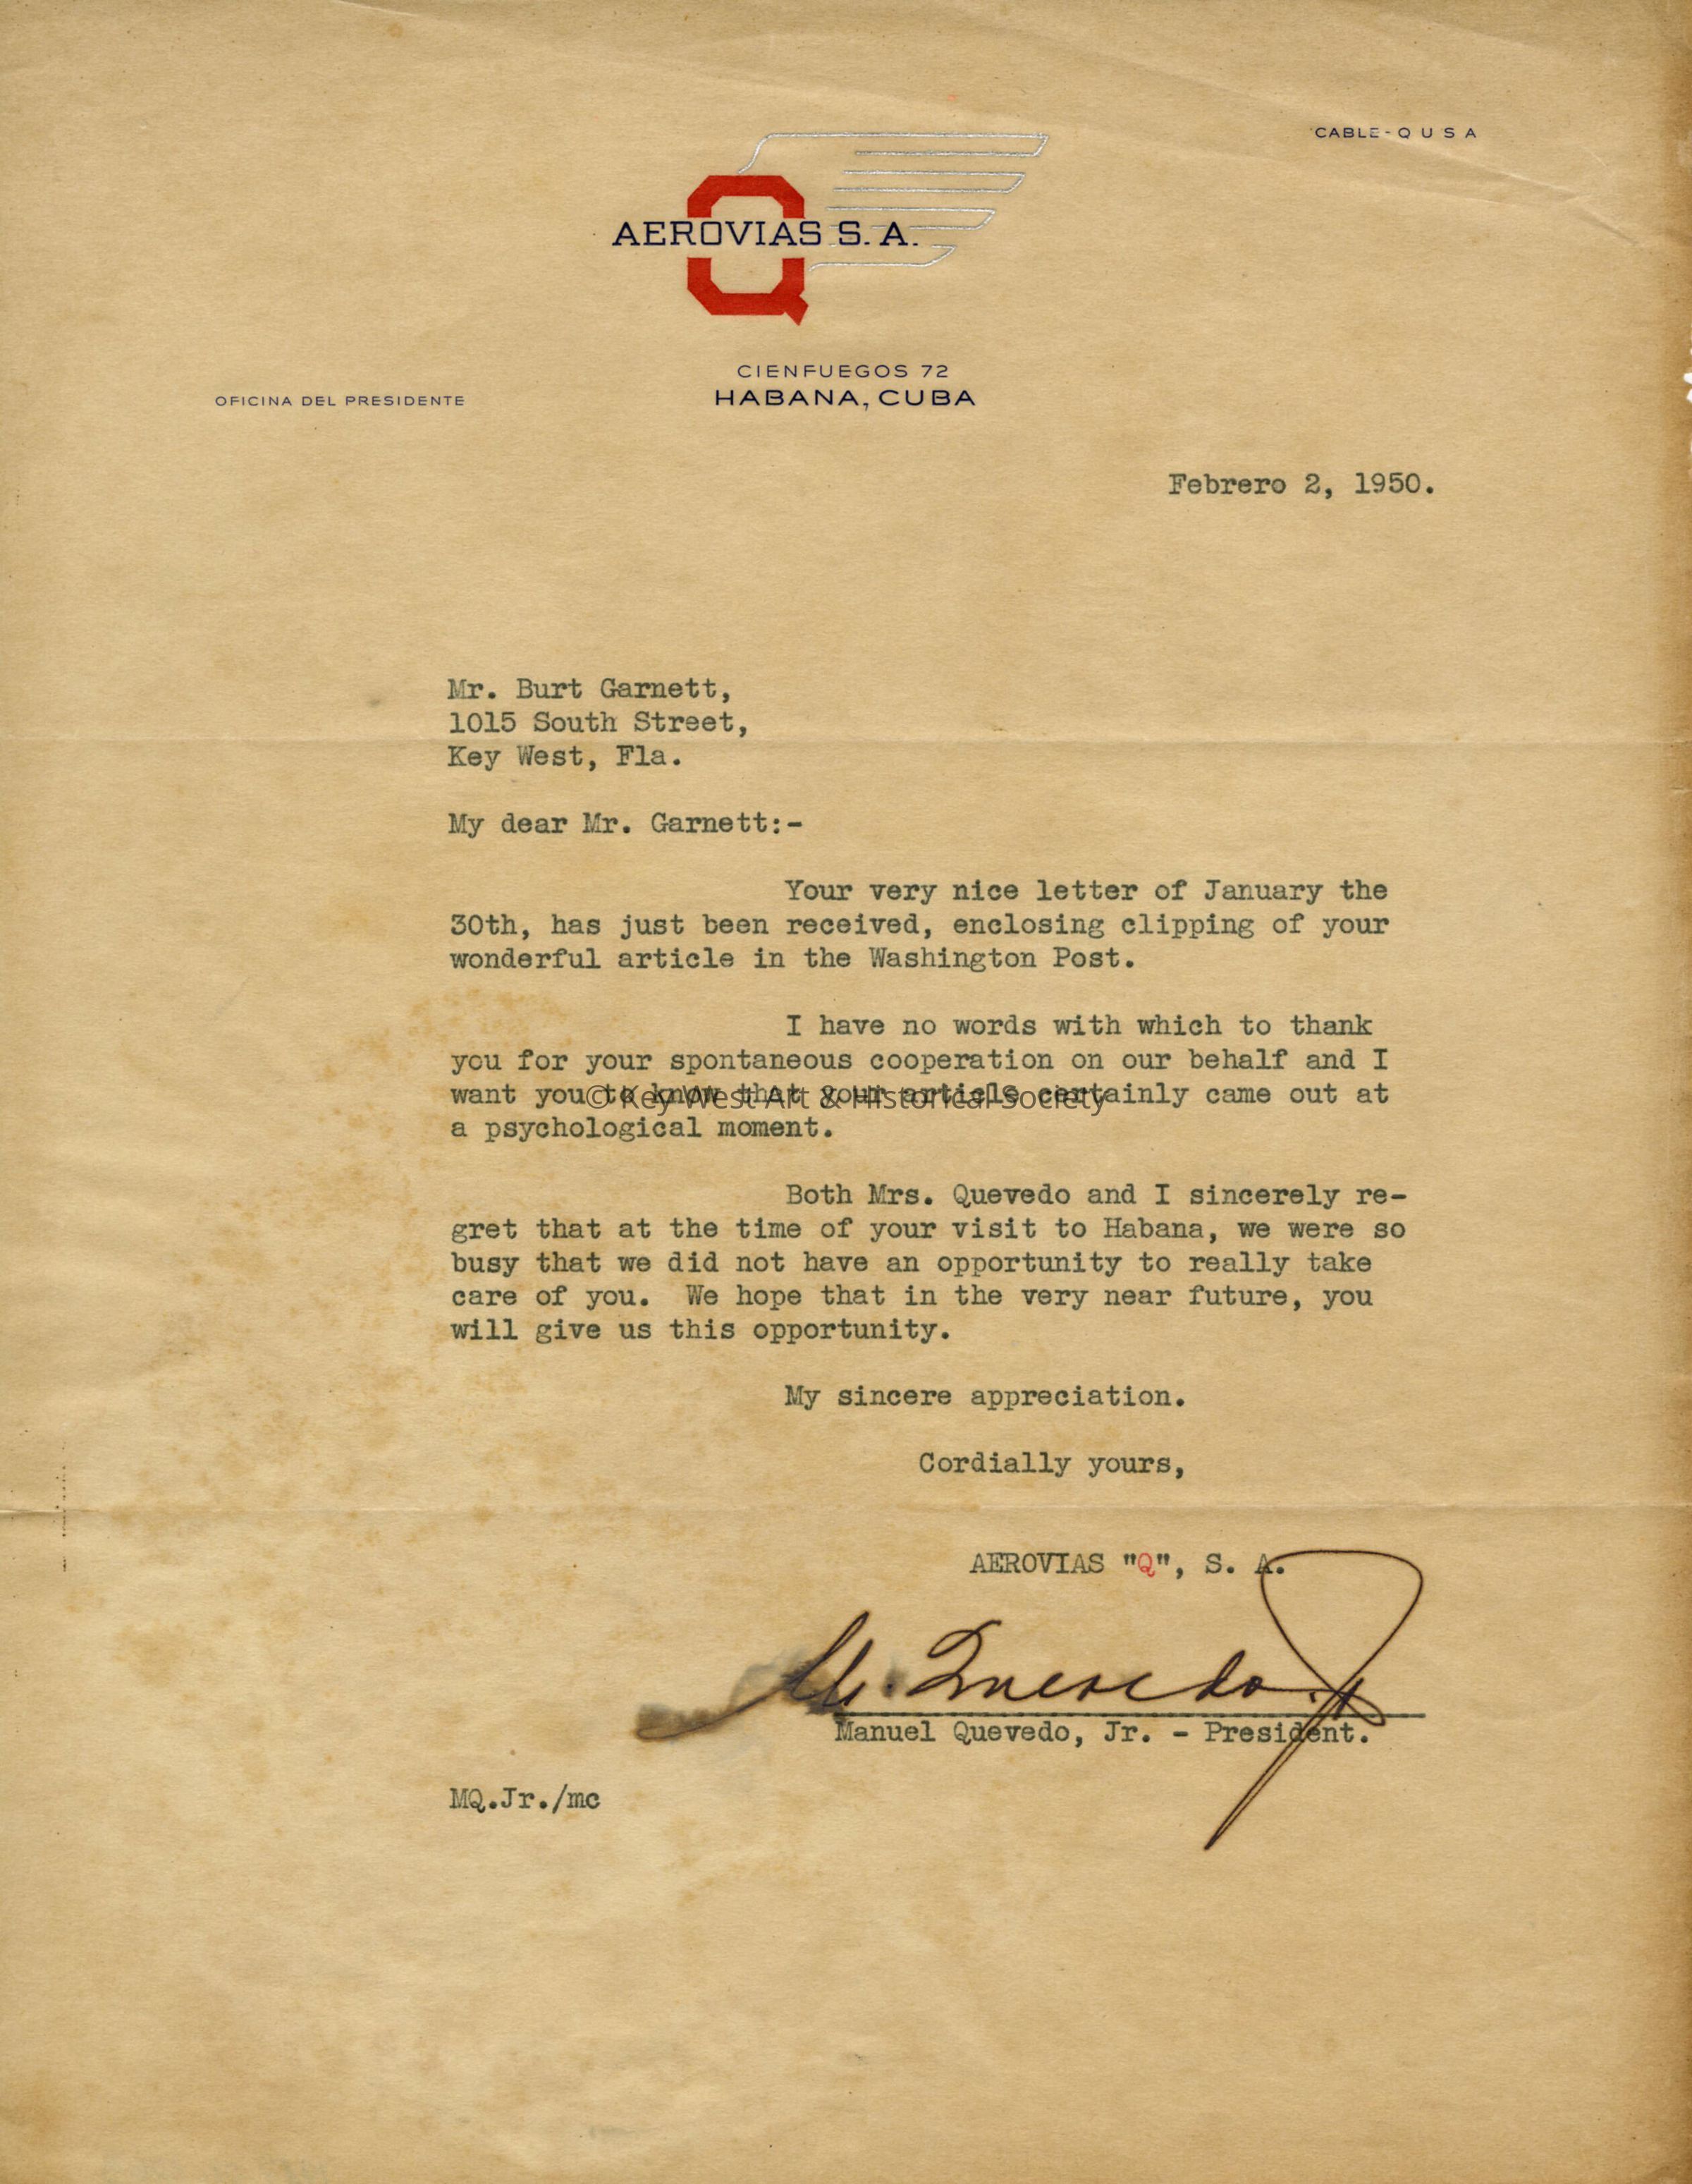 CABLE-QUSA
Q
AEROVIAS S. A.
CIENFUEGOS 72
HABANA, CUBA
OFICINA DEL PRESIDENTE
Febrero 2, 1950.
Mr. Burt Garnett,
1015 South Street,
Key West, Fla.
My dear Mr. Garnett:-
Your very nice letter of January the
30th, has just been received, enclosing clipping of your
wonderful article in the Washington Post.
I have no words with which to thank
you for your spontaneous cooperation on our behalf and I
want you to know that your article certainly came out at
© Key West Art & Historical Society
a psychological moment.
Both Mrs. Quevedo and I sincerely re-
gret that at the time of your visit to Habana, we were so
busy that we did not have an opportunity to really take
care of you. We hope that in the very near future, you
will give us this opportunity.
My sincere appreciation.
Cordially yours,
AEROVIAS "Q", S. A.
M. Quevedo Jr
Manuel Quevedo, Jr. - President.
MQ.Jr./mc